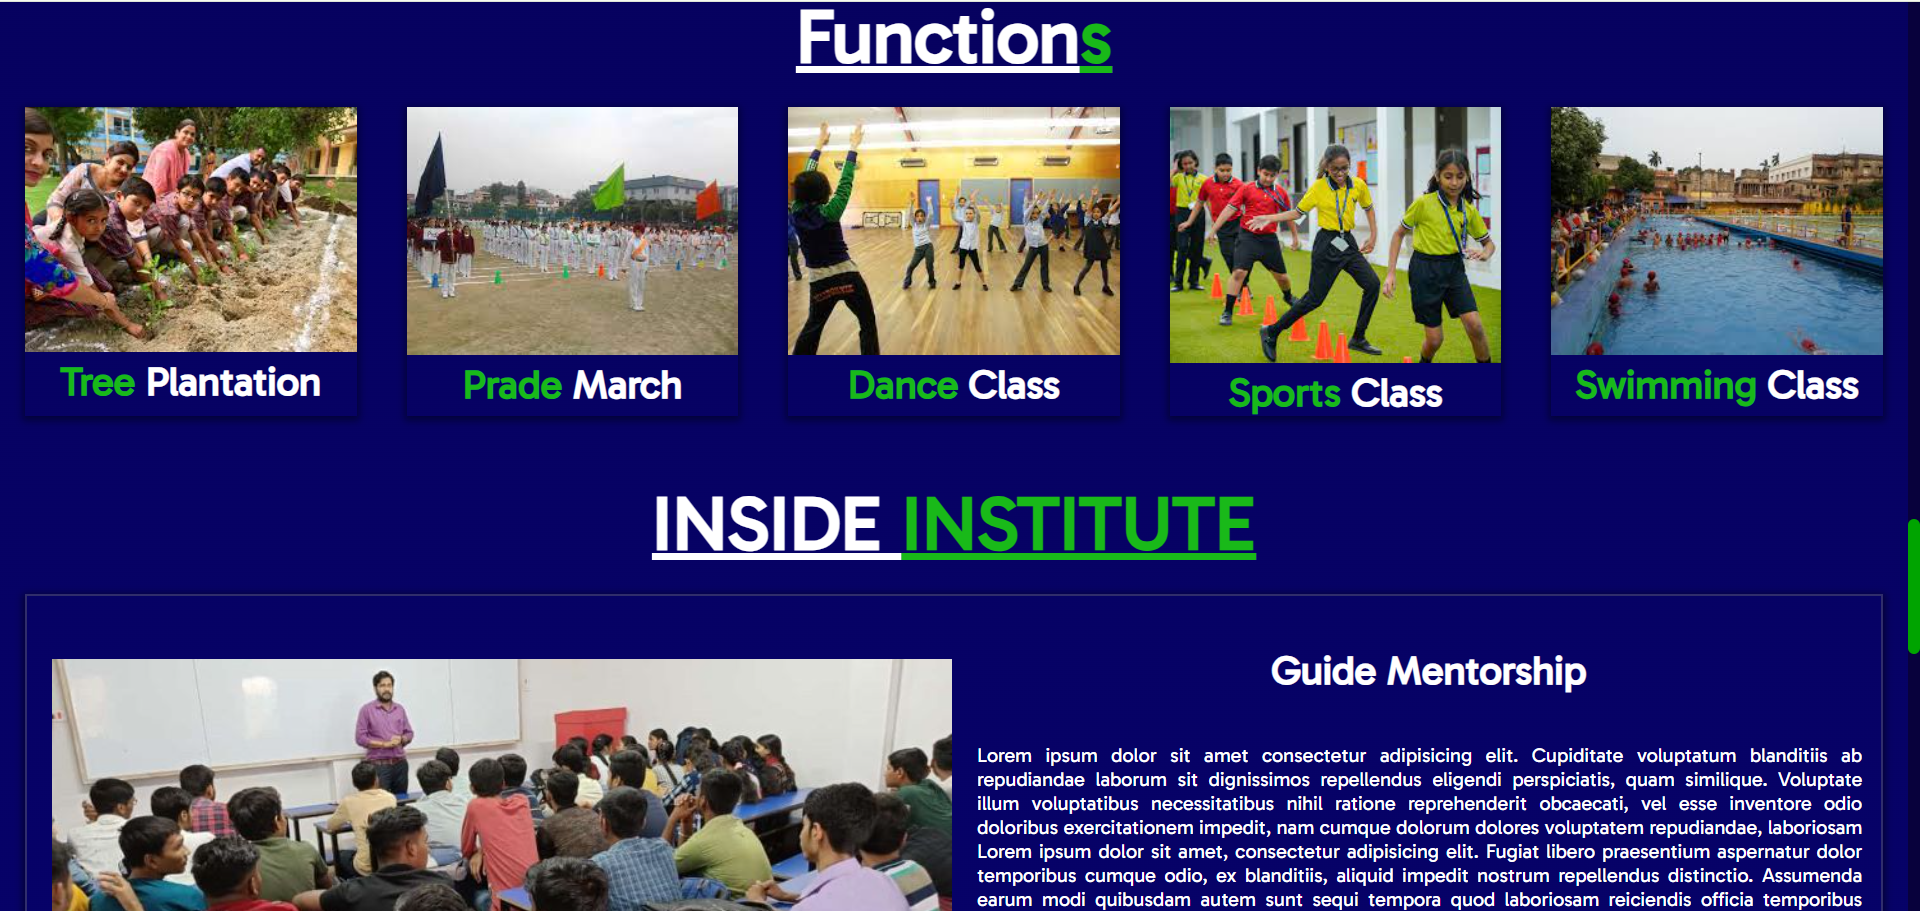 Functions
Tree Plantation
Prade March
Dance Class
Sports Class
Swimming Class
INSIDE INSTITUTE
Guide Mentorship
Lorem ipsum dolor sit amet consectetur adipisicing elit. Cupiditate voluptatum blanditiis ab
repudiandae laborum sit dignissimos repellendus eligendi perspiciatis, quam similique. Voluptate
illum voluptatibus necessitatibus nihil ratione reprehenderit obcaecati, vel esse inventore odio
doloribus exercitationem impedit, nam cumque dolorum dolores voluptatem repudiandae, laboriosam
Lorem ipsum dolor sit amet, consectetur adipisicing elit. Fugiat libero praesentium aspernatur dolor
temporibus cumque odio, ex blanditiis, aliquid impedit nostrum repellendus distinctio. Assumenda
earum modi quibusdam autem sunt sequi tempora quod laboriosam reiciendis officia temporibus